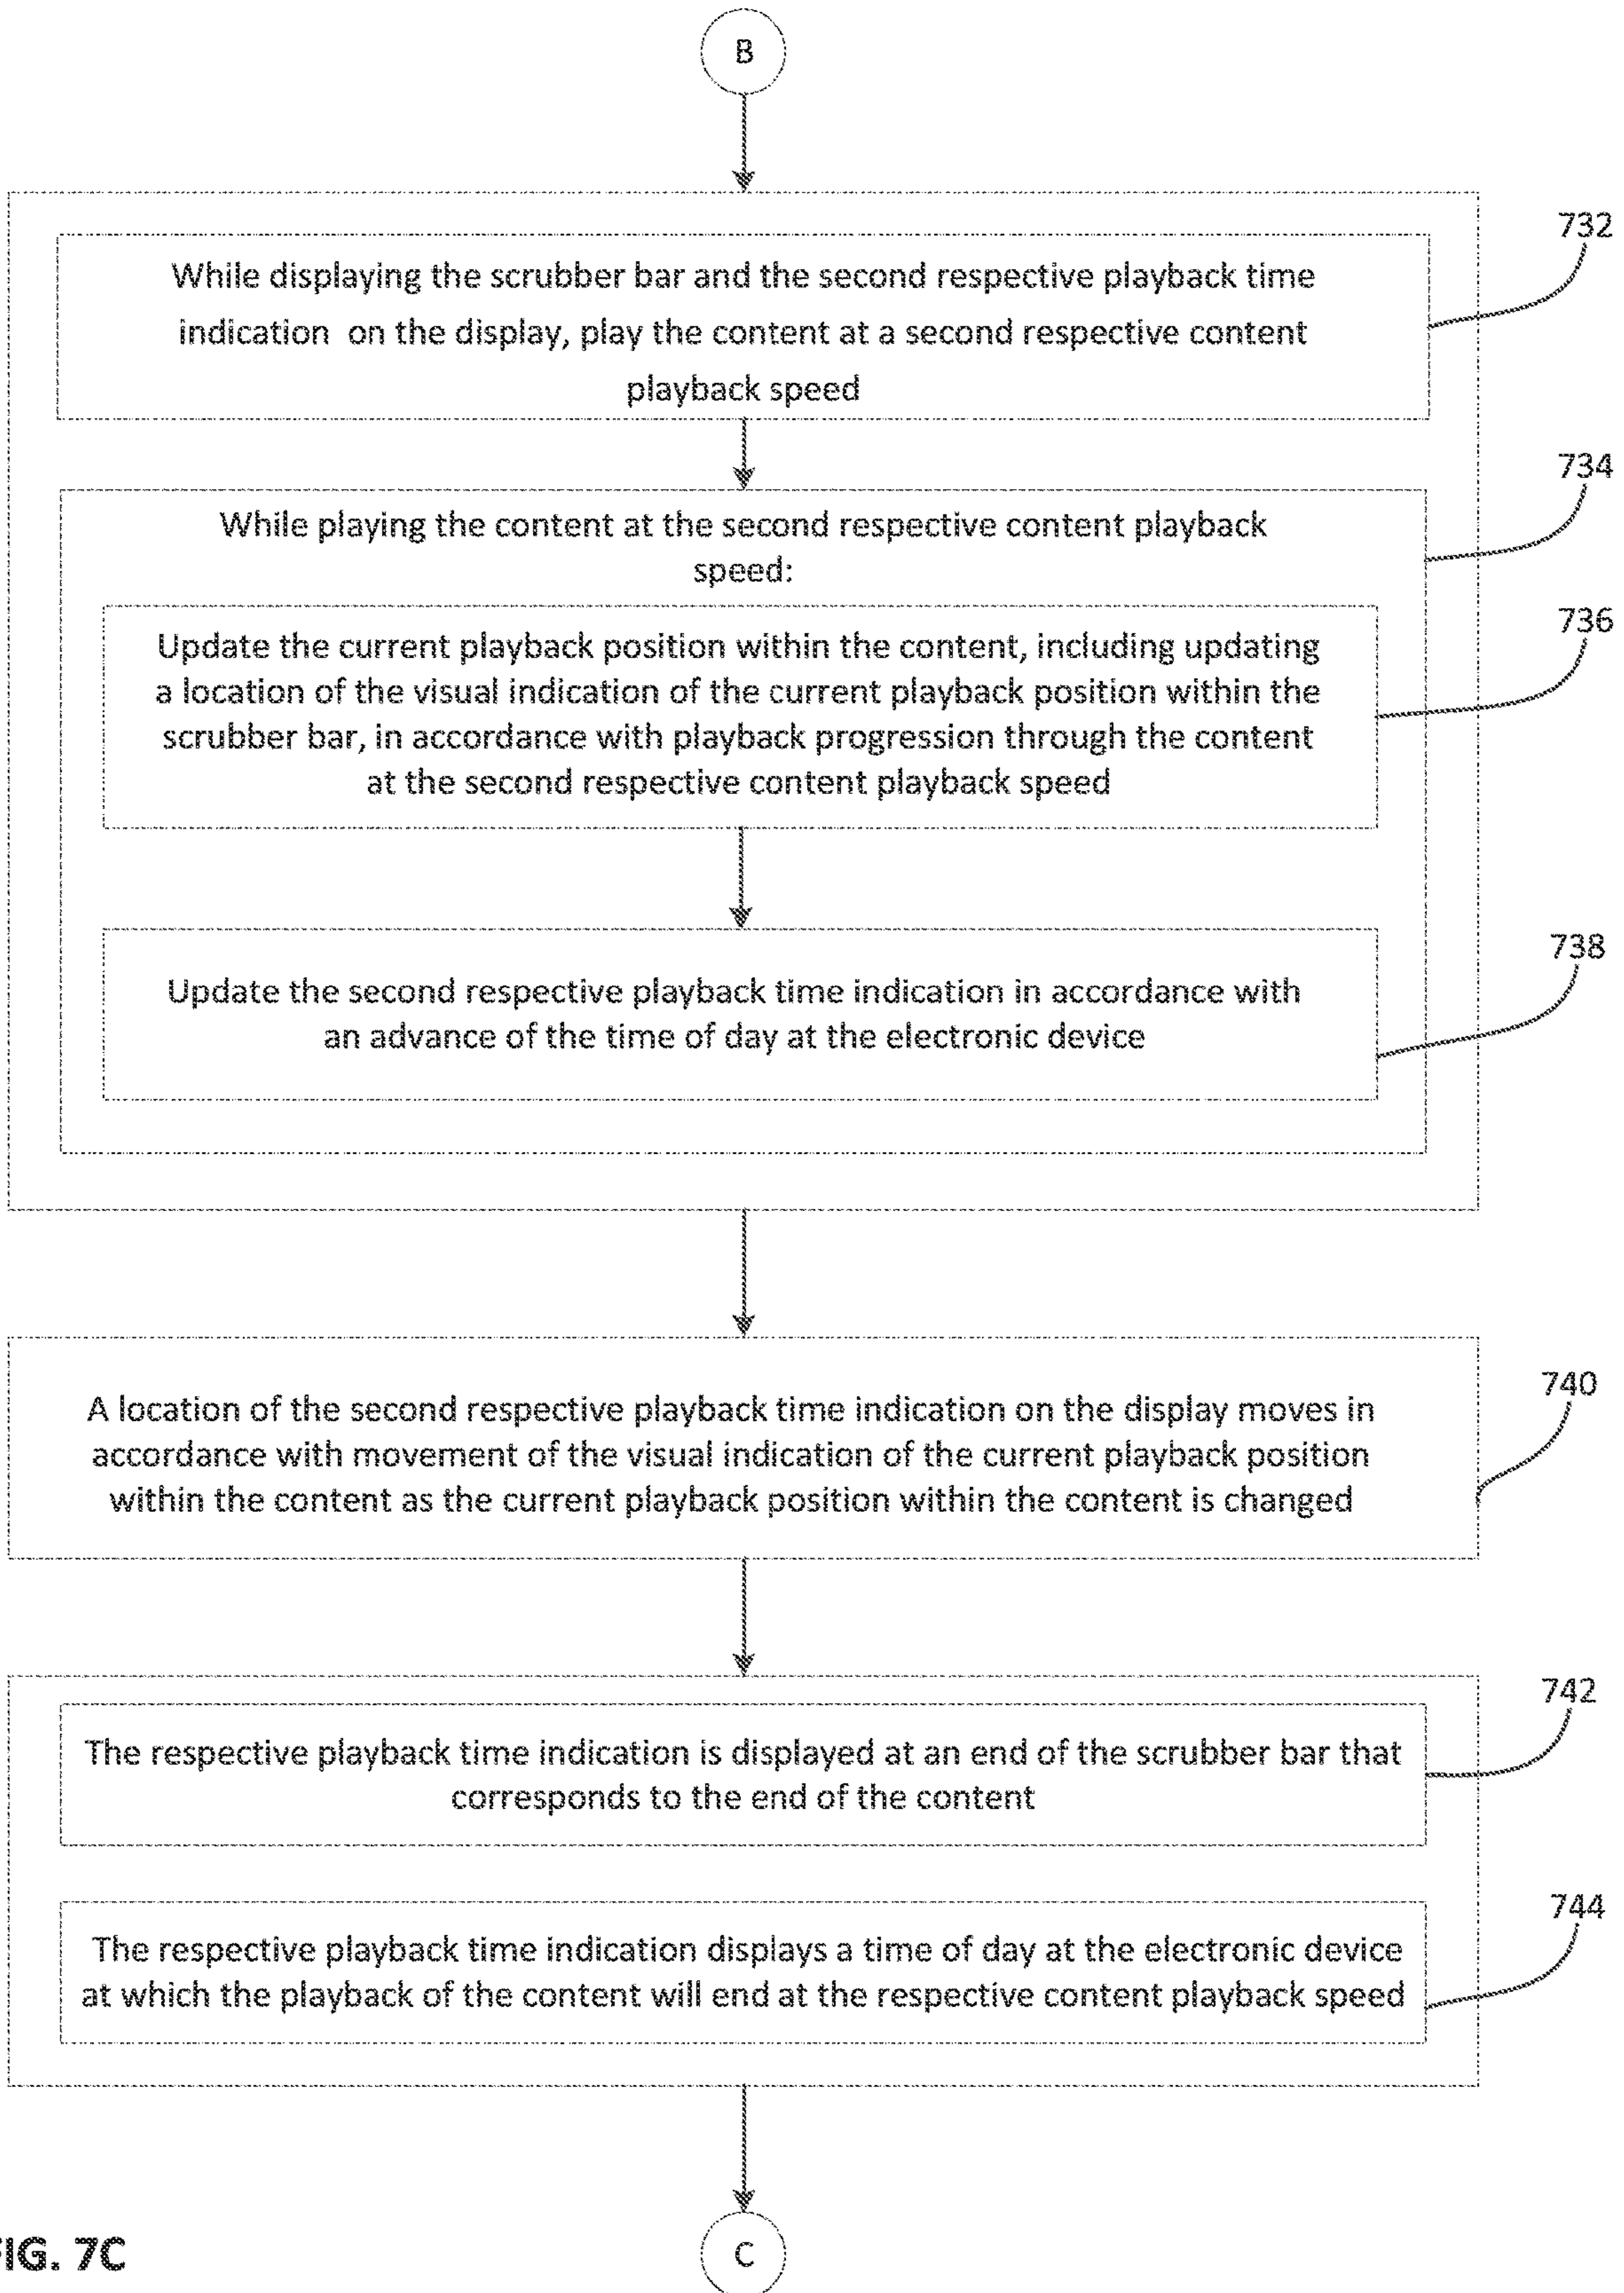 B
732
While displaying the scrubber bar and the second respective playback time
indication on the display, play the content at a second respective content
playback speed
734
While playing the content at the second respective content playback
speed:
736
Update the current playback position within the content, including updating
a location of the visual indication of the current playback position within the
scrubber bar, in accordance with playback progression through the content
at the second respective content playback speed
738
Update the second respective playback time indication in accordance with
an advance of the time of day at the electronic device
740
A location of the second respective playback time indication on the display moves in
accordance with movement of the visual indication of the current playback position
within the content as the current playback position within the content is changed
742
The respective playback time indication is displayed at an end of the scrubber bar that
corresponds to the end of the content
744
The respective playback time indication displays a time of day at the electronic device
at which the playback of the content will end at the respective content playback speed
FIG. 7C
C